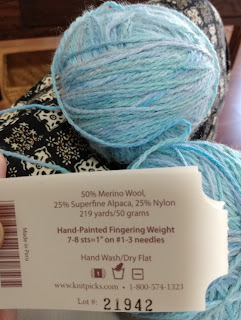 50% Merino Wool,
25% Superfine Alpaca, 25% Nylon
219 yards/50 grams
Hand-Painted Fingering Weight
7-8 sts=1" on #1-3 needles
Hand Wash/Dry Flat
www.knitpicks.com • 1-800-574-1323
Lot #: 21942
Made in Peru